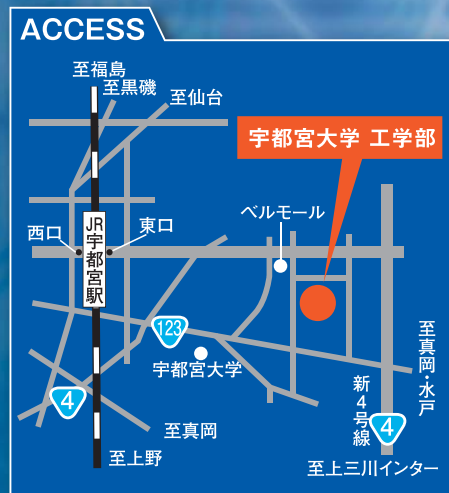 ACCESS
至福島
至黒磯
至仙台
宇都宮大学 工学部
ベルモール
西口
JR宇都宮駅
東口
123
宇都宮大学
至真岡・水戸
新4号線
4
4
至真岡
至上野
至上三川インター